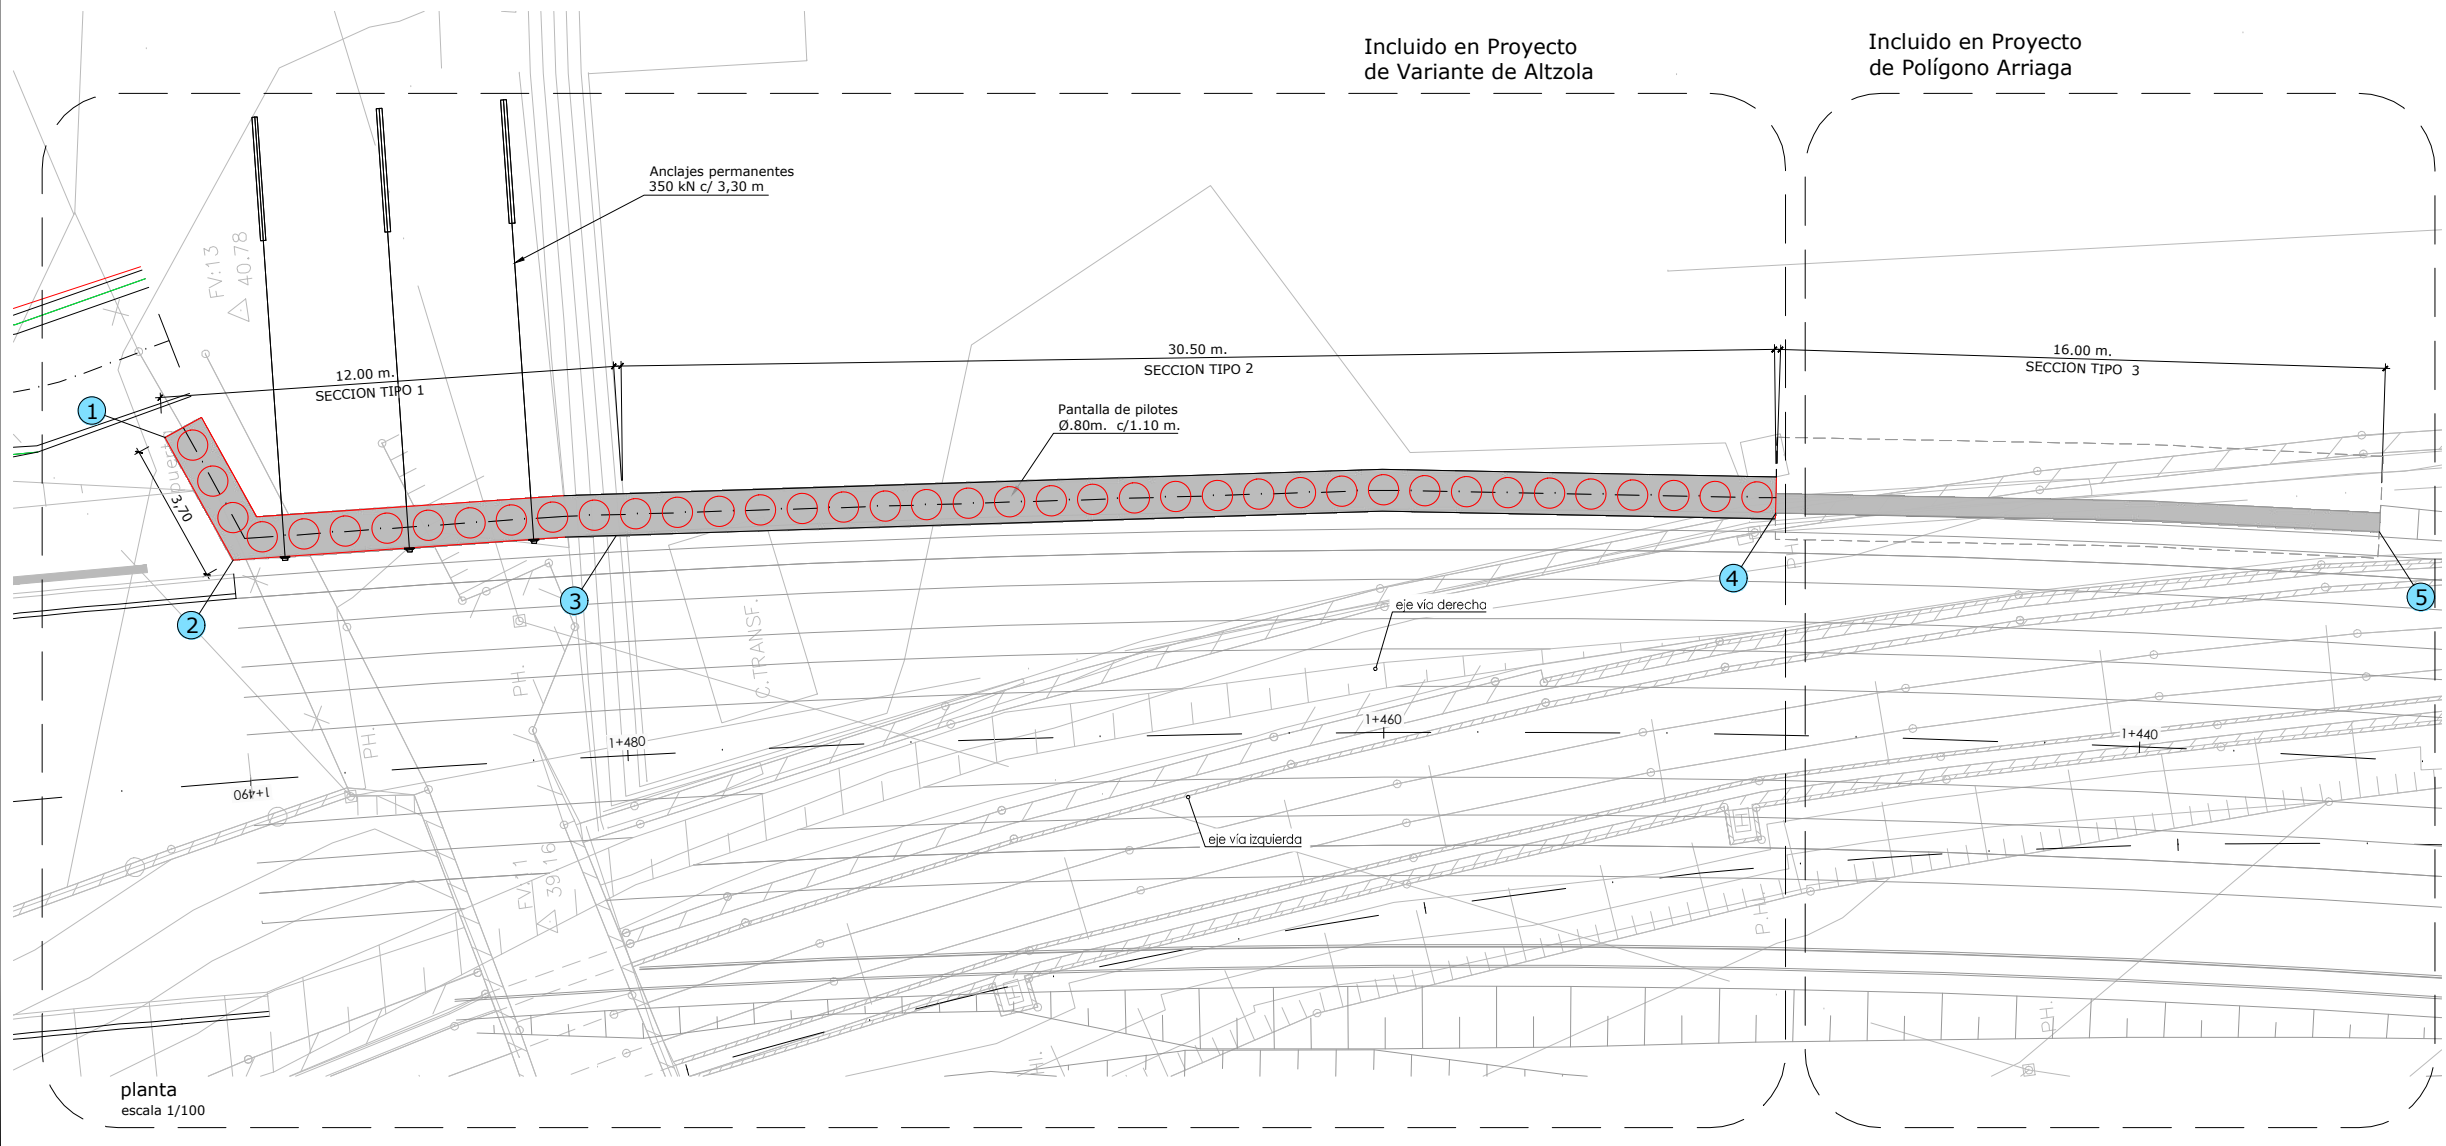 Incluido en Proyecto
de Variante de Altzola
Incluido en Proyecto
de Polígono Arriaga
Anclajes permanentes
350 kN c/ 3,30 m
FV:13
40.78
30.50 m.
SECCION TIPO 2
16.00 m.
SECCION TIPO 3
12.00 m.
SECCION TIPO 1
1
Pantalla de pilotes
Ø.80m. c/1.10 m.
puerta
3,70
2
3
4
5
P.H.
eje vía derecha
C.TRANSF.
PH.
PH.
1+480
1+460
1+440
1+490
eje vía izquierda
FV:11
39.16
P.H.
PH.
PH.
planta
escala 1/100